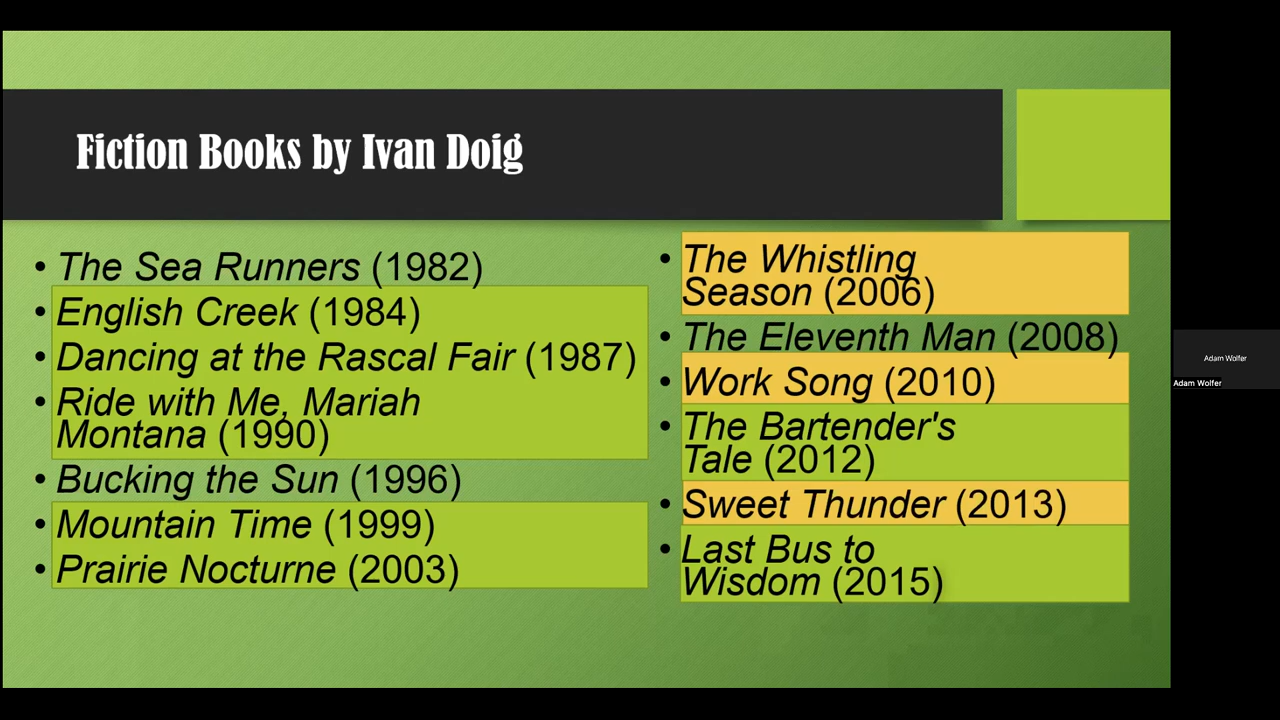 Fiction Books by Ivan Doig
• The Sea Runners (1982)
• English Creek (1984)
• Dancing at the Rascal Fair (1987)
• Ride with Me, Mariah
Montana (1990)
• Bucking the Sun (1996)
• Mountain Time (1999)
• Prairie Nocturne (2003)
• The Whistling
Season (2006)
• The Eleventh Man (2008)
• Work Song (2010)
• The Bartender's
Tale (2012)
• Sweet Thunder (2013)
• Last Bus to
Wisdom (2015)
Adam Wolfer
Adam Wolfer